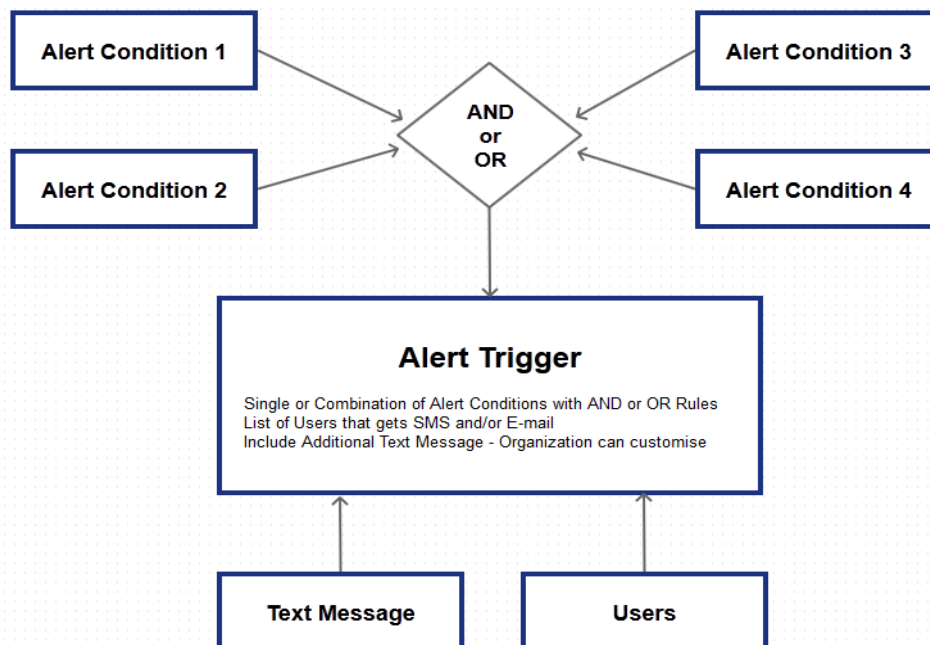 Alert Condition 1
Alert Condition 3
AND
or
OR
Alert Condition 2
Alert Condition 4
Alert Trigger
Single or Combination of Alert Conditions with AND or OR Rules
List of Users that gets SMS and/or E-mail
Include Additional Text Message - Organization can customise
Text Message
Users